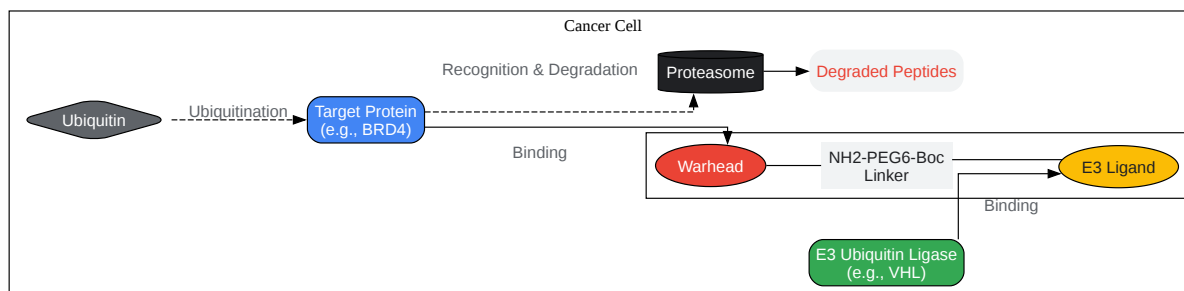 Cancer Cell
Recognition & Degradation
Proteasome
Degraded Peptides
Ubiquitin
Ubiquitination
Target Protein
(e.g., BRD4)
Binding
Warhead
NH2-PEG6-Boc
Linker
E3 Ligand
Binding
E3 Ubiquitin Ligase
(e.g., VHL)